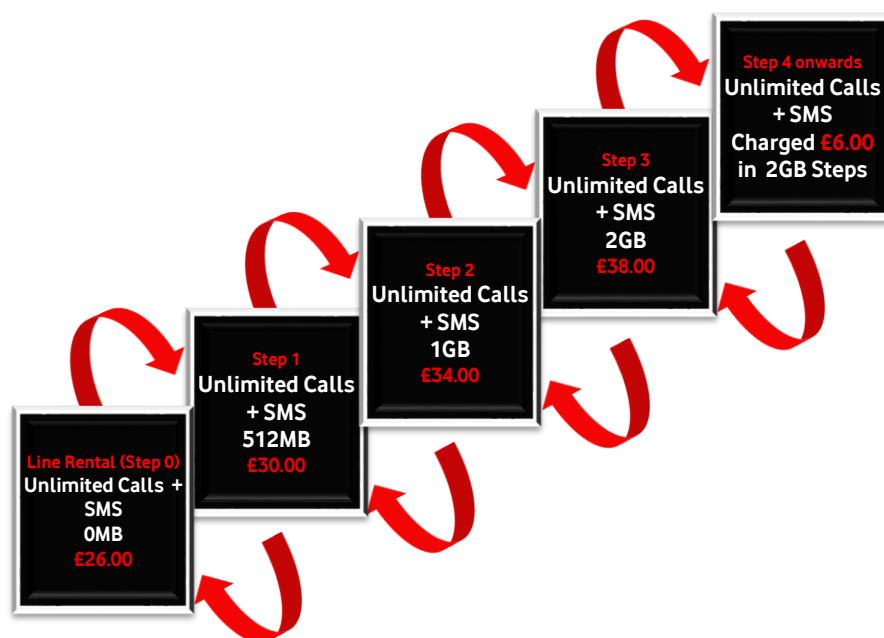 Line Rental (Step 0)
Unlimited Calls +
SMS
0MB
£26.00
Step 1
Unlimited Calls
+ SMS
512MB
£30.00
Step 2
Unlimited Calls
+ SMS
1GB
£34.00
Step 3
Unlimited Calls
+ SMS
2GB
£38.00
Step 4 onwards
Unlimited Calls
+ SMS
Charged £6.00
in 2GB Steps